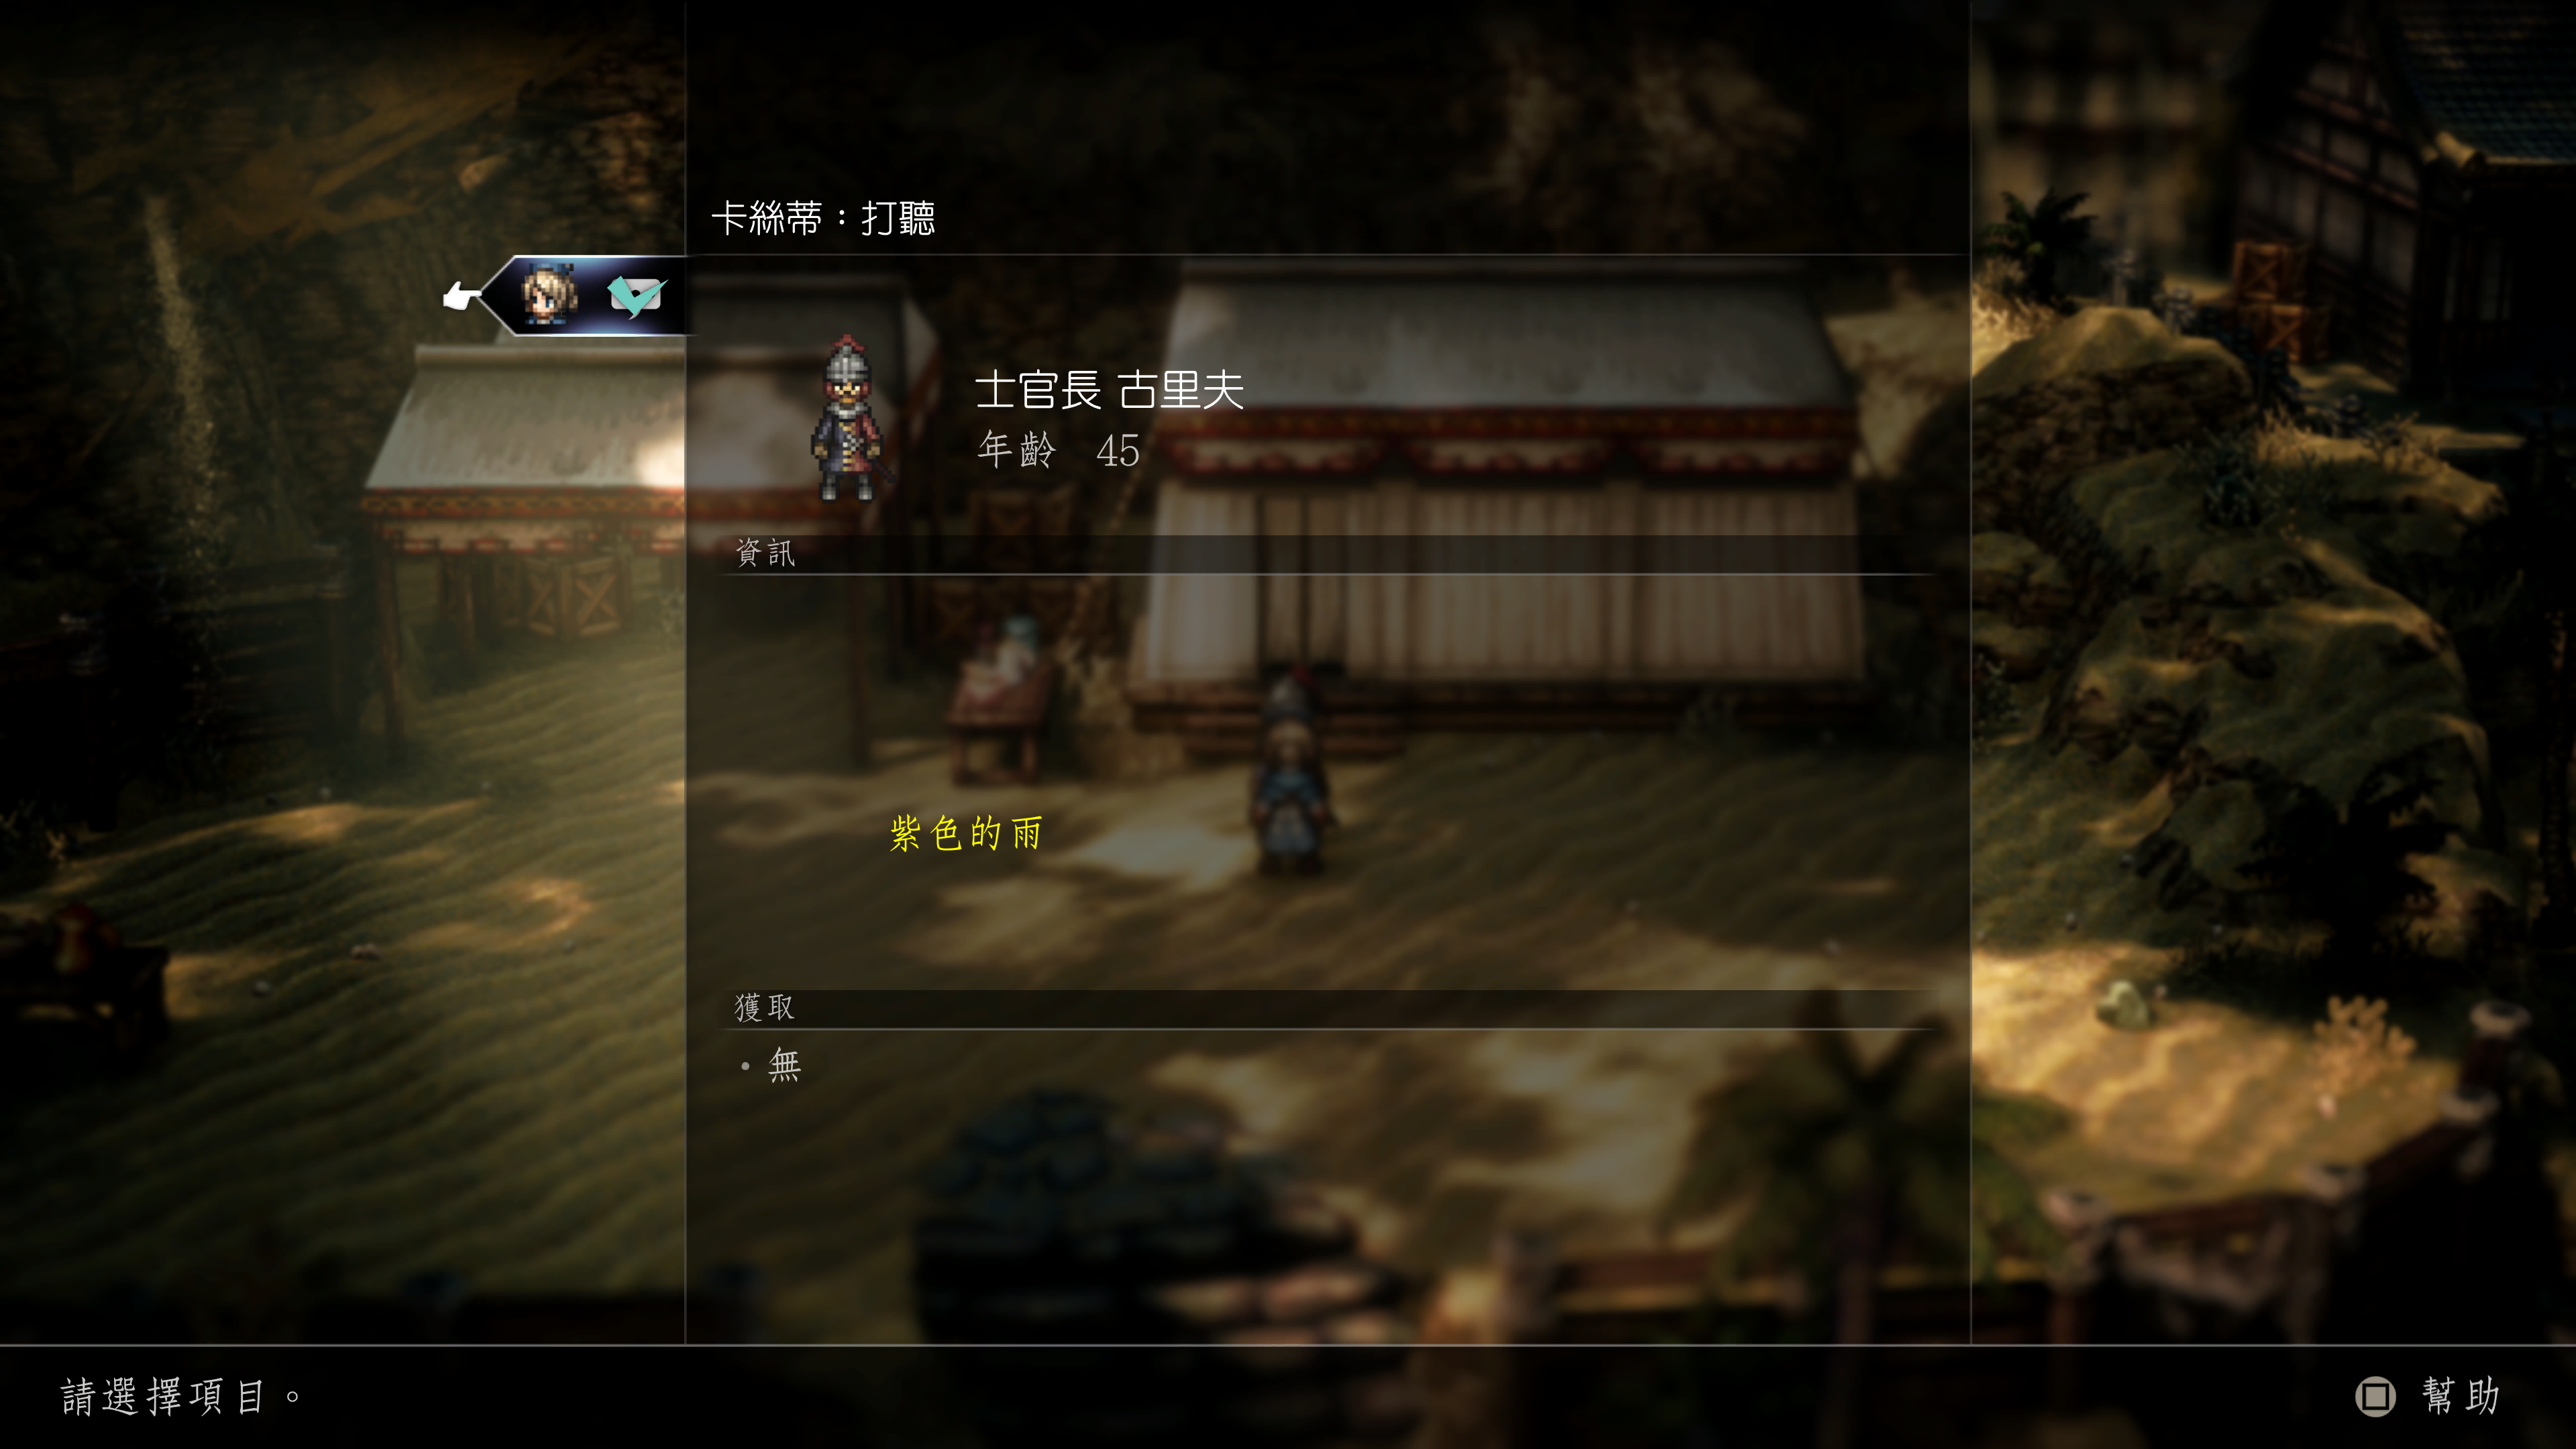 卡絲蒂：打聽
士官長 古里夫
年齡 45
資訊
紫色的雨
獲取
・無
請選擇項目。
幫助